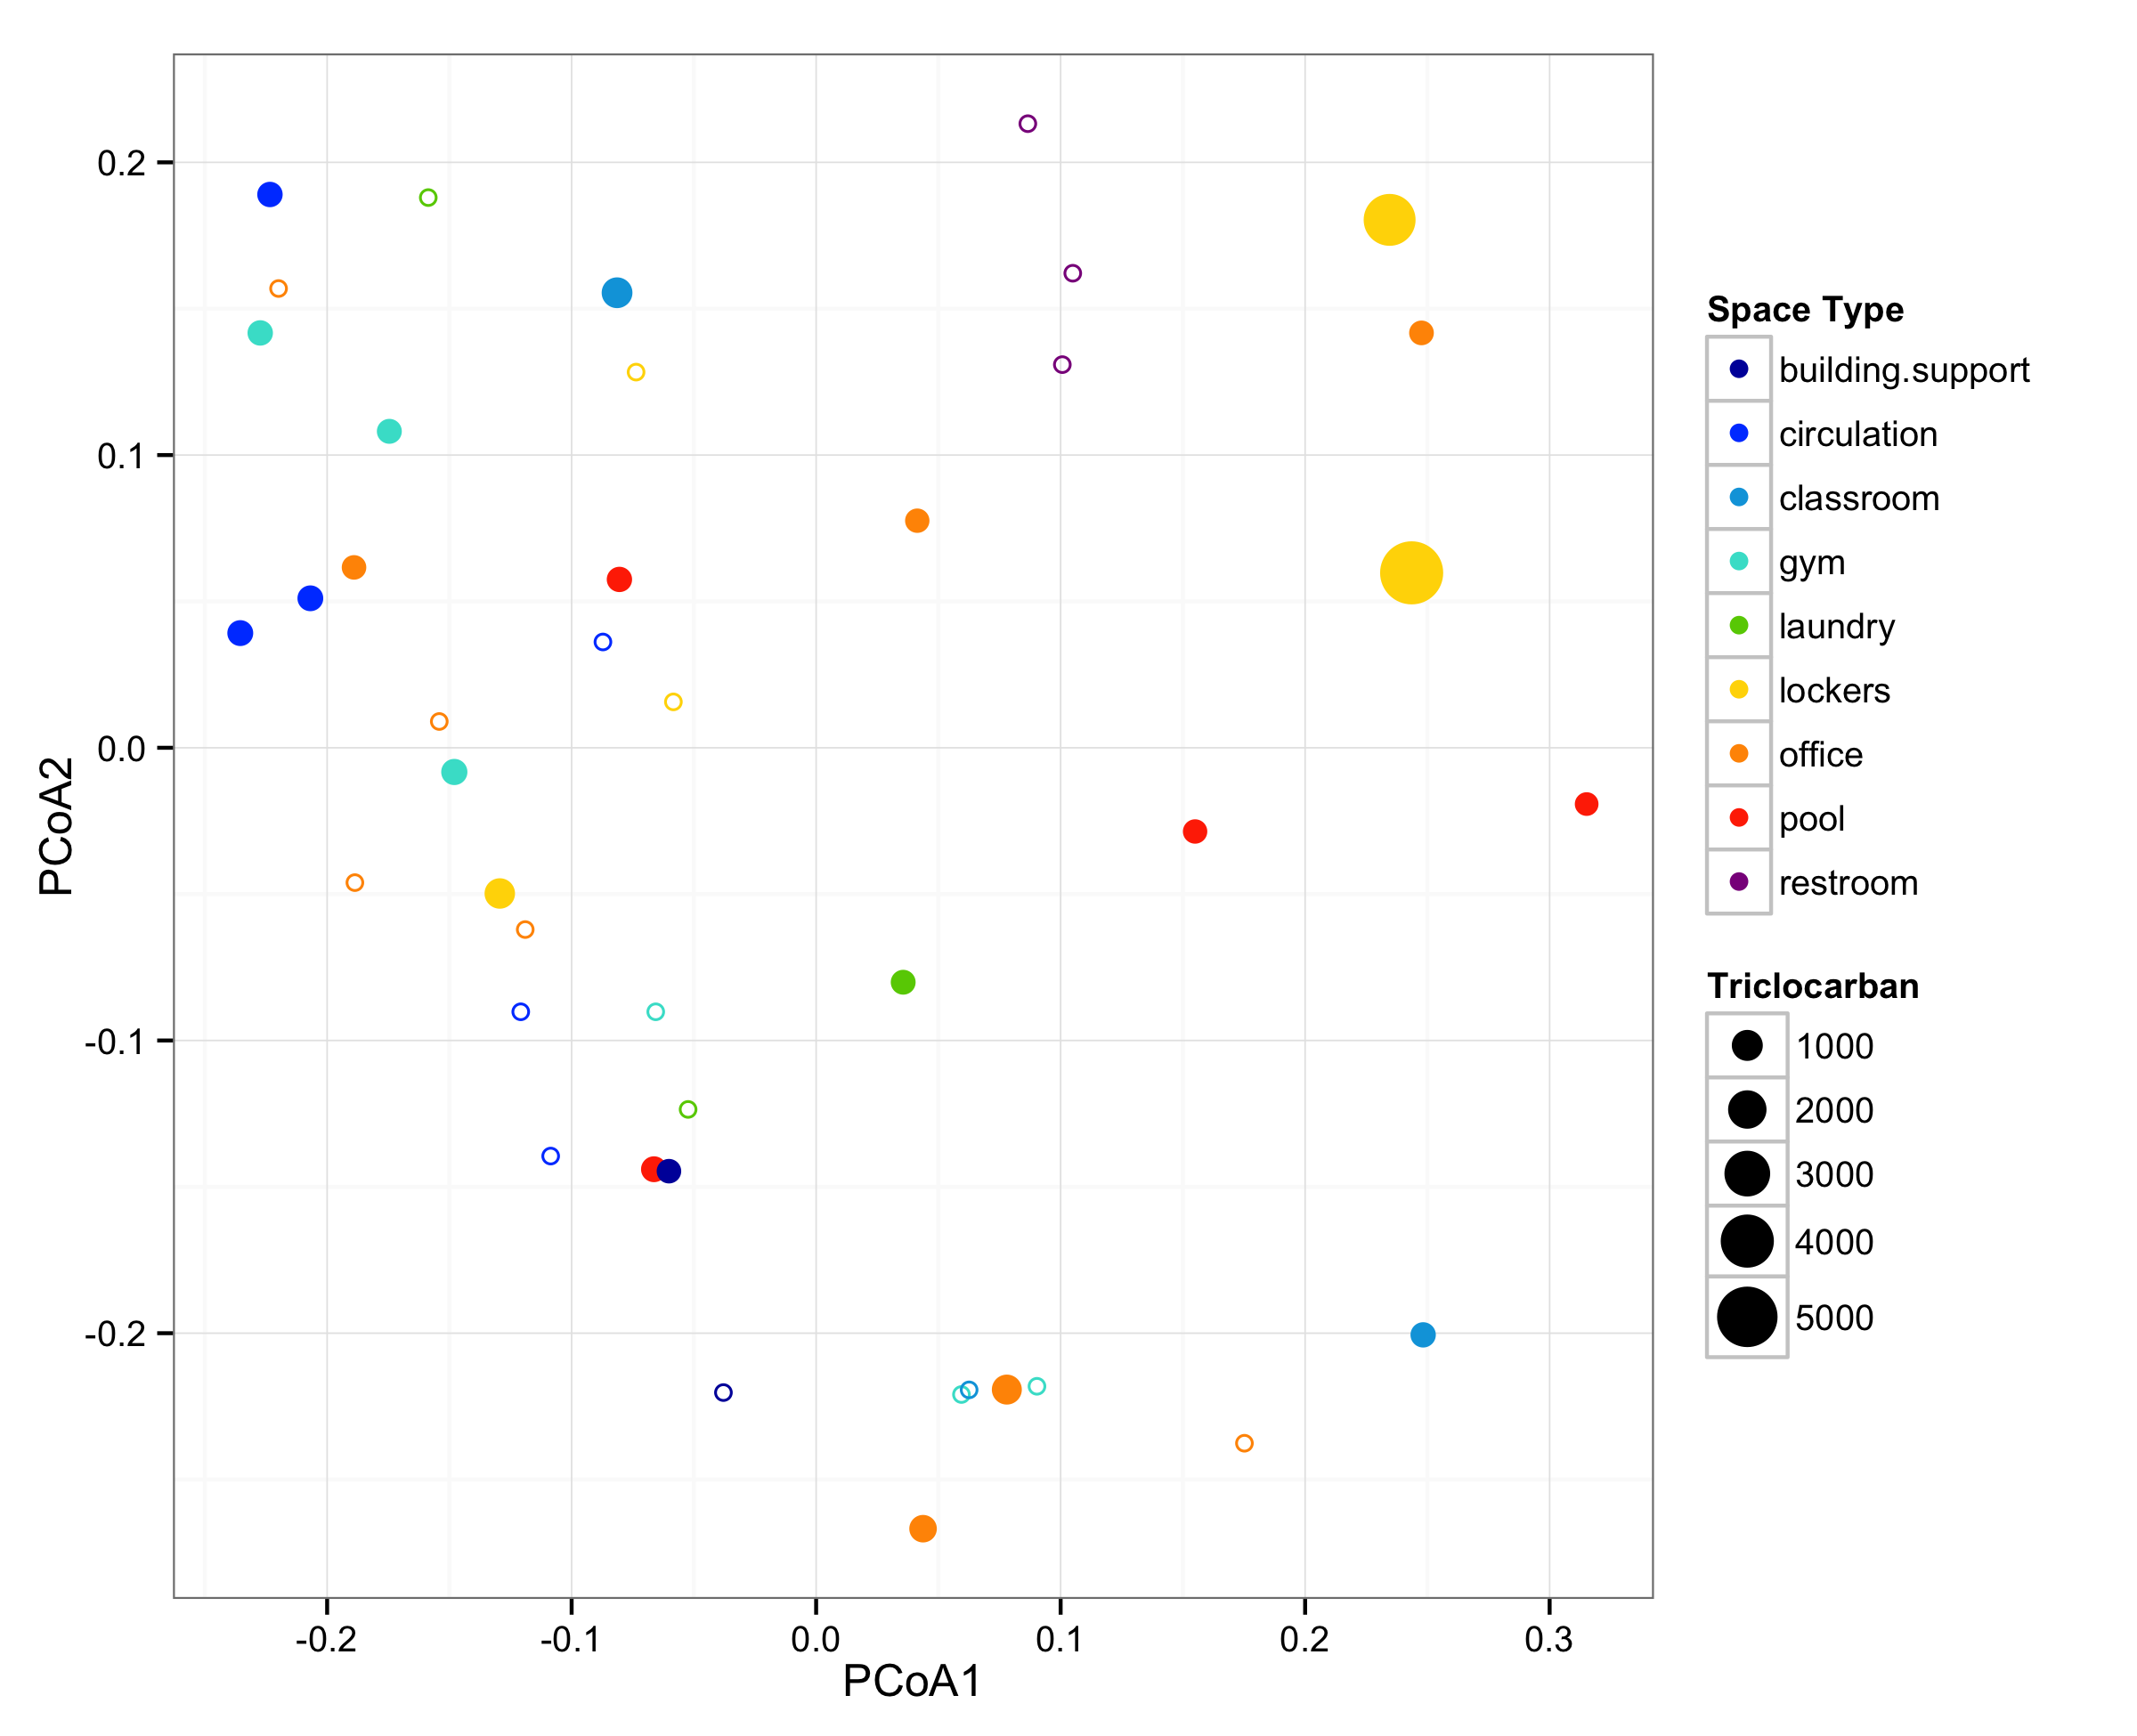 0.2
0.1
0.0
-0.1
-0.2
PCoA2
-0.2
-0.1
0.0
0.1
0.2
0.3
PCoA1
Space Type
building.support
circulation
classroom
gym
laundry
lockers
office
pool
restroom
Triclocarban
1000
2000
3000
4000
5000